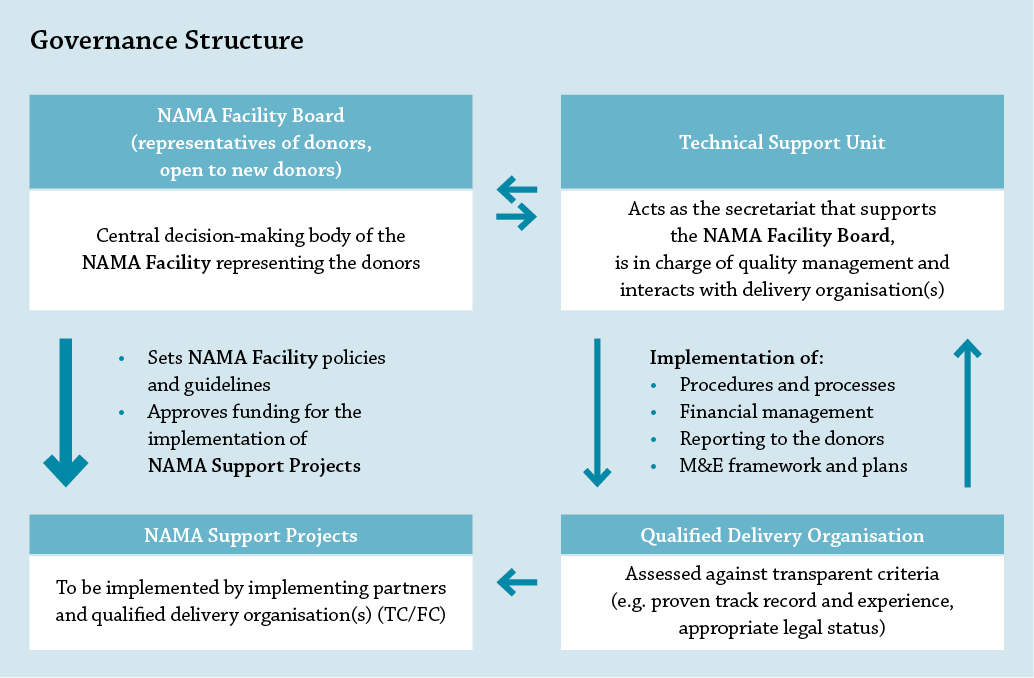 Governance Structure
NAMA Facility Board
(representatives of donors,
open to new donors)
Central decision-making body of the
NAMA Facility representing the donors
Technical Support Unit
Acts as the secretariat that supports
the NAMA Facility Board,
is in charge of quality management and
interacts with delivery organisation(s)
• Sets NAMA Facility policies
and guidelines
• Approves funding for the
implementation of
NAMA Support Projects
Implementation of:
• Procedures and processes
• Financial management
• Reporting to the donors
• M&E framework and plans
NAMA Support Projects
To be implemented by implementing partners
and qualified delivery organisation(s) (TC/FC)
Qualified Delivery Organisation
Assessed against transparent criteria
(e.g. proven track record and experience,
appropriate legal status)